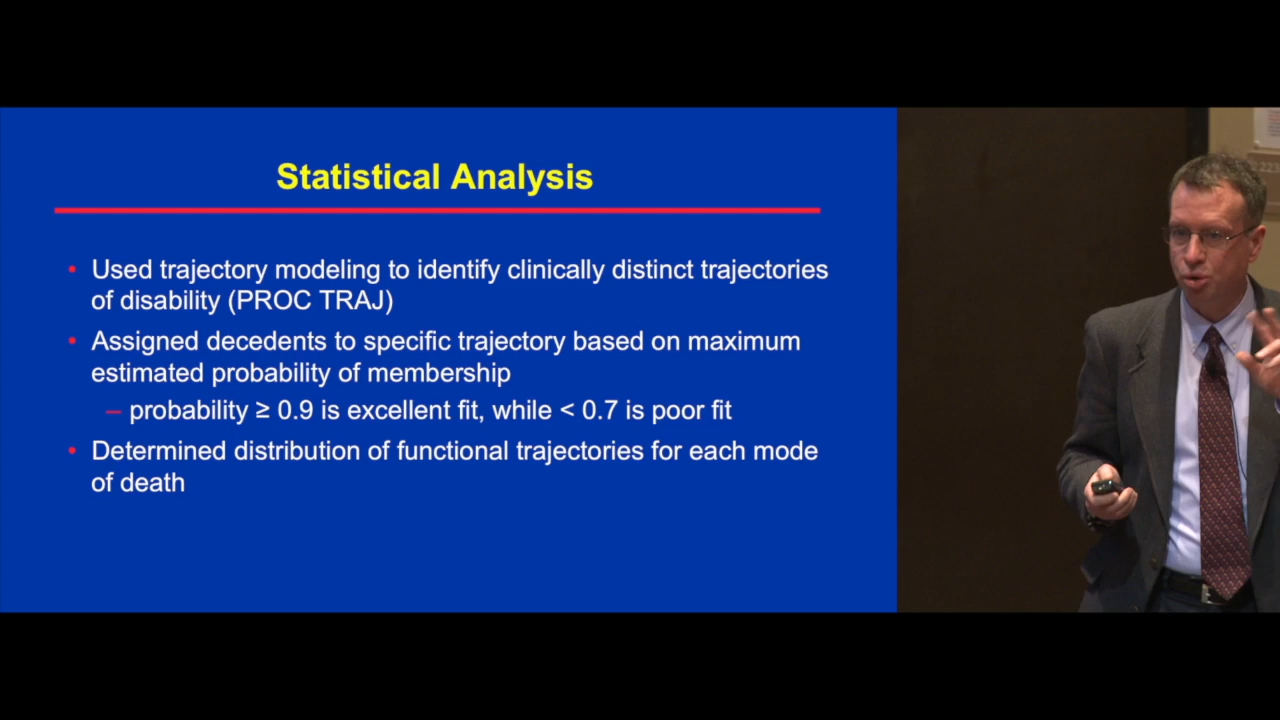 Statistical Analysis
• Used trajectory modeling to identify clinically distinct trajectories
of disability (PROC TRAJ)
• Assigned decedents to specific trajectory based on maximum
estimated probability of membership
– probability ≥ 0.9 is excellent fit, while < 0.7 is poor fit
• Determined distribution of functional trajectories for each mode
of death